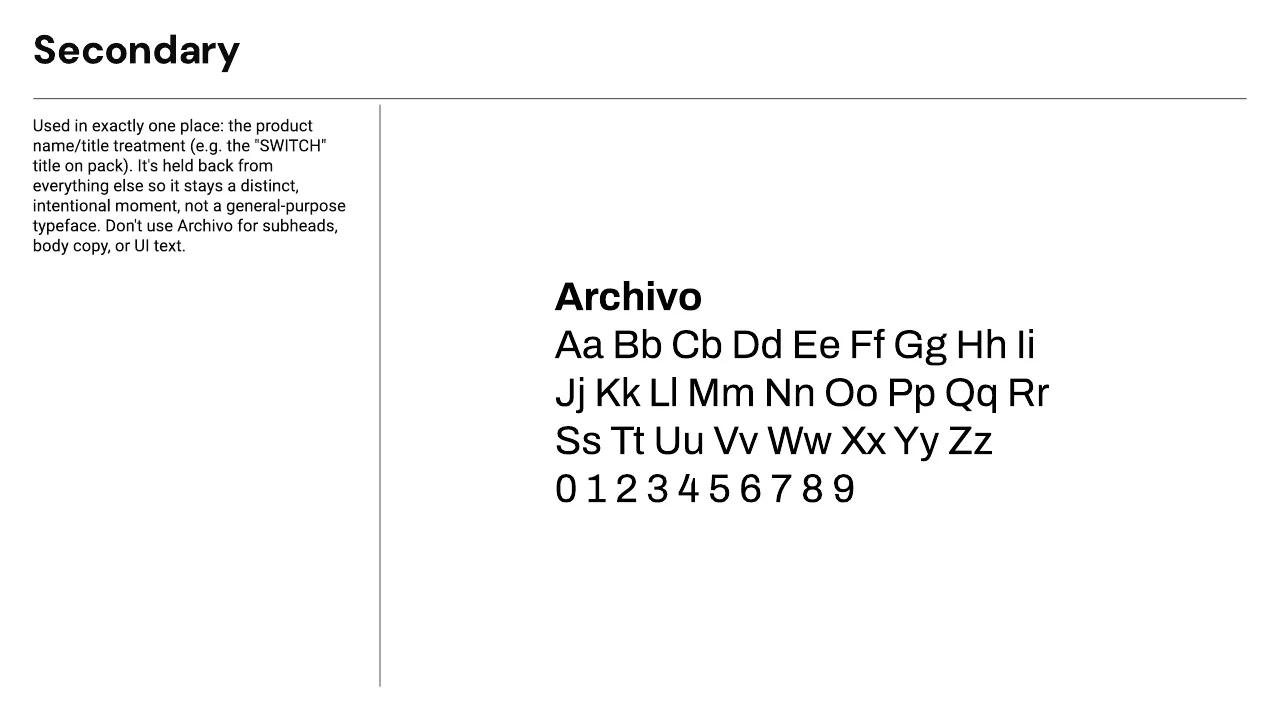 Secondary
Used in exactly one place: the product
name/title treatment (e.g. the "SWITCH"
title on pack). It's held back from
everything else so it stays a distinct,
intentional moment, not a general-purpose
typeface. Don't use Archivo for subheads,
body copy, or UI text.
Archivo
Aa Bb Cb Dd Ee Ff Gg Hh Ii
Jj Kk Ll Mm Nn Oo Pp Qq Rr
Ss Tt Uu Vv Ww Xx Yy Zz
0 1 2 3 4 5 6 7 8 9